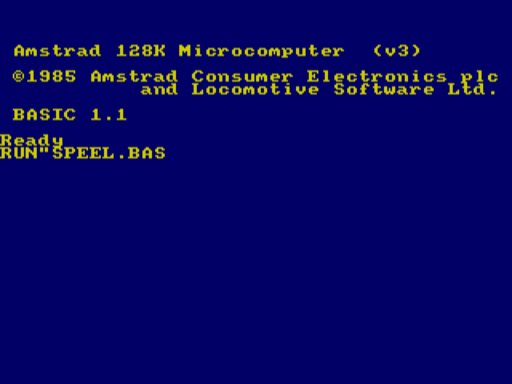 Amstrad 128K Microcomputer (v3)
©1985 Amstrad Consumer Electronics plc
and Locomotive Software Ltd.
BASIC 1.1
Ready
RUN"SPEEL.BAS